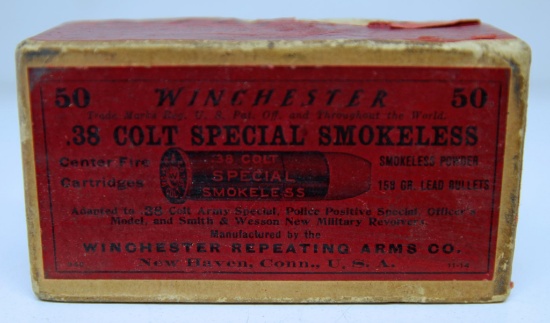 50 WINCHESTER 50
Trade Marks Reg. U. S. Pat. Off. and Throughout the World.
.38 COLT SPECIAL SMOKELESS
Center Fire
Cartridges
.38 COLT
SPECIAL
SMOKELESS
SMOKELESS POWDER
158 GR. LEAD BULLETS
Adapted to .38 Colt Army Special, Police Positive Special, Officer's
Model, and Smith & Wesson New Military Revolvers
Manufactured by the
WINCHESTER REPEATING ARMS CO.
New Haven, Conn., U. S. A.